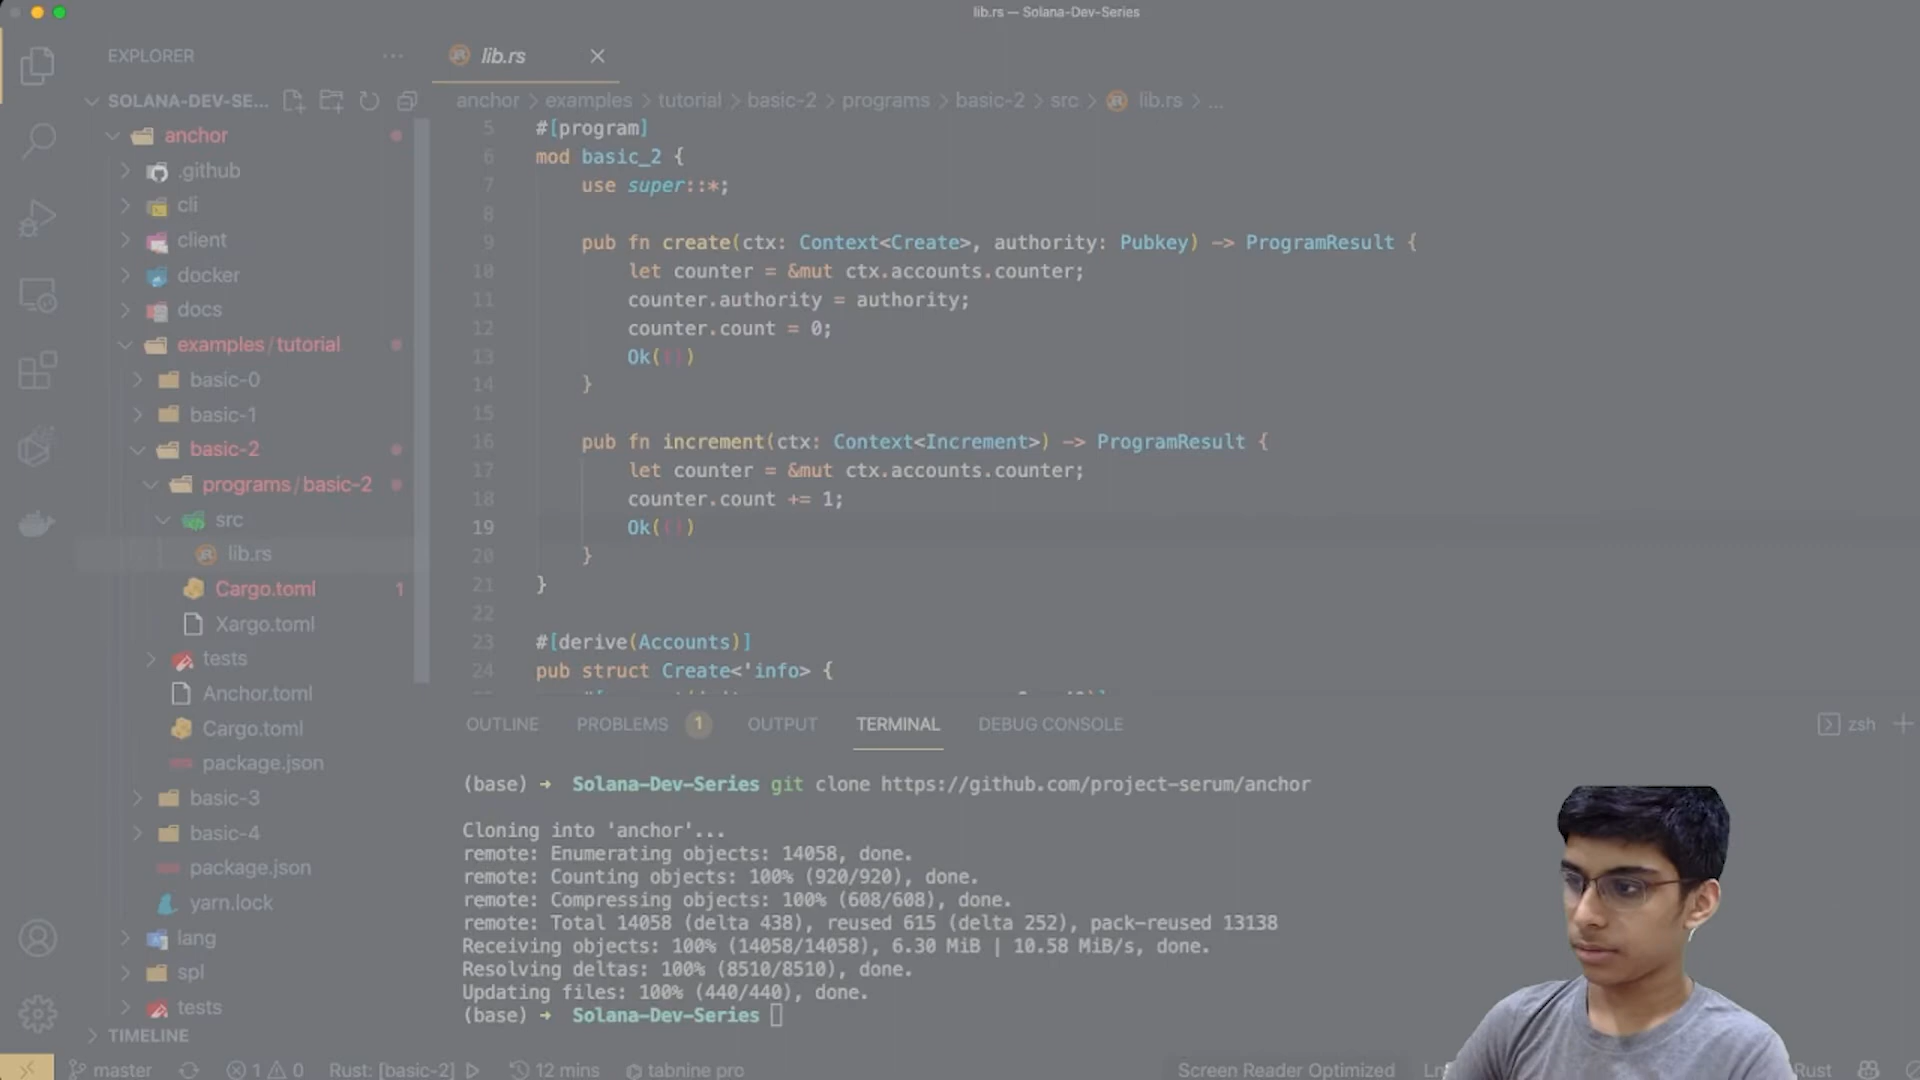 lib.rs — Solana-Dev-Series
EXPLORER
lib.rs
SOLANA-DEV-SE...
anchor > examples > tutorial > basic-2 > programs > basic-2 > src > lib.rs > ...
anchor
.github
cli
client
docker
docs
examples/tutorial
basic-0
basic-1
basic-2
programs/basic-2
src
lib.rs
Cargo.toml 1
Xargo.toml
tests
Anchor.toml
Cargo.toml
package.json
basic-3
basic-4
package.json
yarn.lock
lang
spl
tests
TIMELINE
5 #[program]
6 mod basic_2 {
7 use super::*;
8
9 pub fn create(ctx: Context<Create>, authority: Pubkey) -> ProgramResult {
10 let counter = &mut ctx.accounts.counter;
11 counter.authority = authority;
12 counter.count = 0;
13 Ok(())
14 }
15
16 pub fn increment(ctx: Context<Increment>) -> ProgramResult {
17 let counter = &mut ctx.accounts.counter;
18 counter.count += 1;
19 Ok(())
20 }
21 }
22
23 #[derive(Accounts)]
24 pub struct Create<'info> {
OUTLINE PROBLEMS 1 OUTPUT TERMINAL DEBUG CONSOLE zsh
(base) → Solana-Dev-Series git clone https://github.com/project-serum/anchor
Cloning into 'anchor'...
remote: Enumerating objects: 14058, done.
remote: Counting objects: 100% (920/920), done.
remote: Compressing objects: 100% (608/608), done.
remote: Total 14058 (delta 438), reused 615 (delta 252), pack-reused 13138
Receiving objects: 100% (14058/14058), 6.30 MiB | 10.58 MiB/s, done.
Resolving deltas: 100% (8510/8510), done.
Updating files: 100% (440/440), done.
(base) → Solana-Dev-Series
master 1 0 Rust: [basic-2] 12 mins tabnine pro Screen Reader Optimized Rust